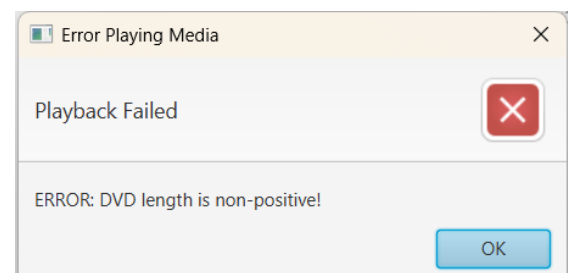 Error Playing Media
Playback Failed
ERROR: DVD length is non-positive!
OK